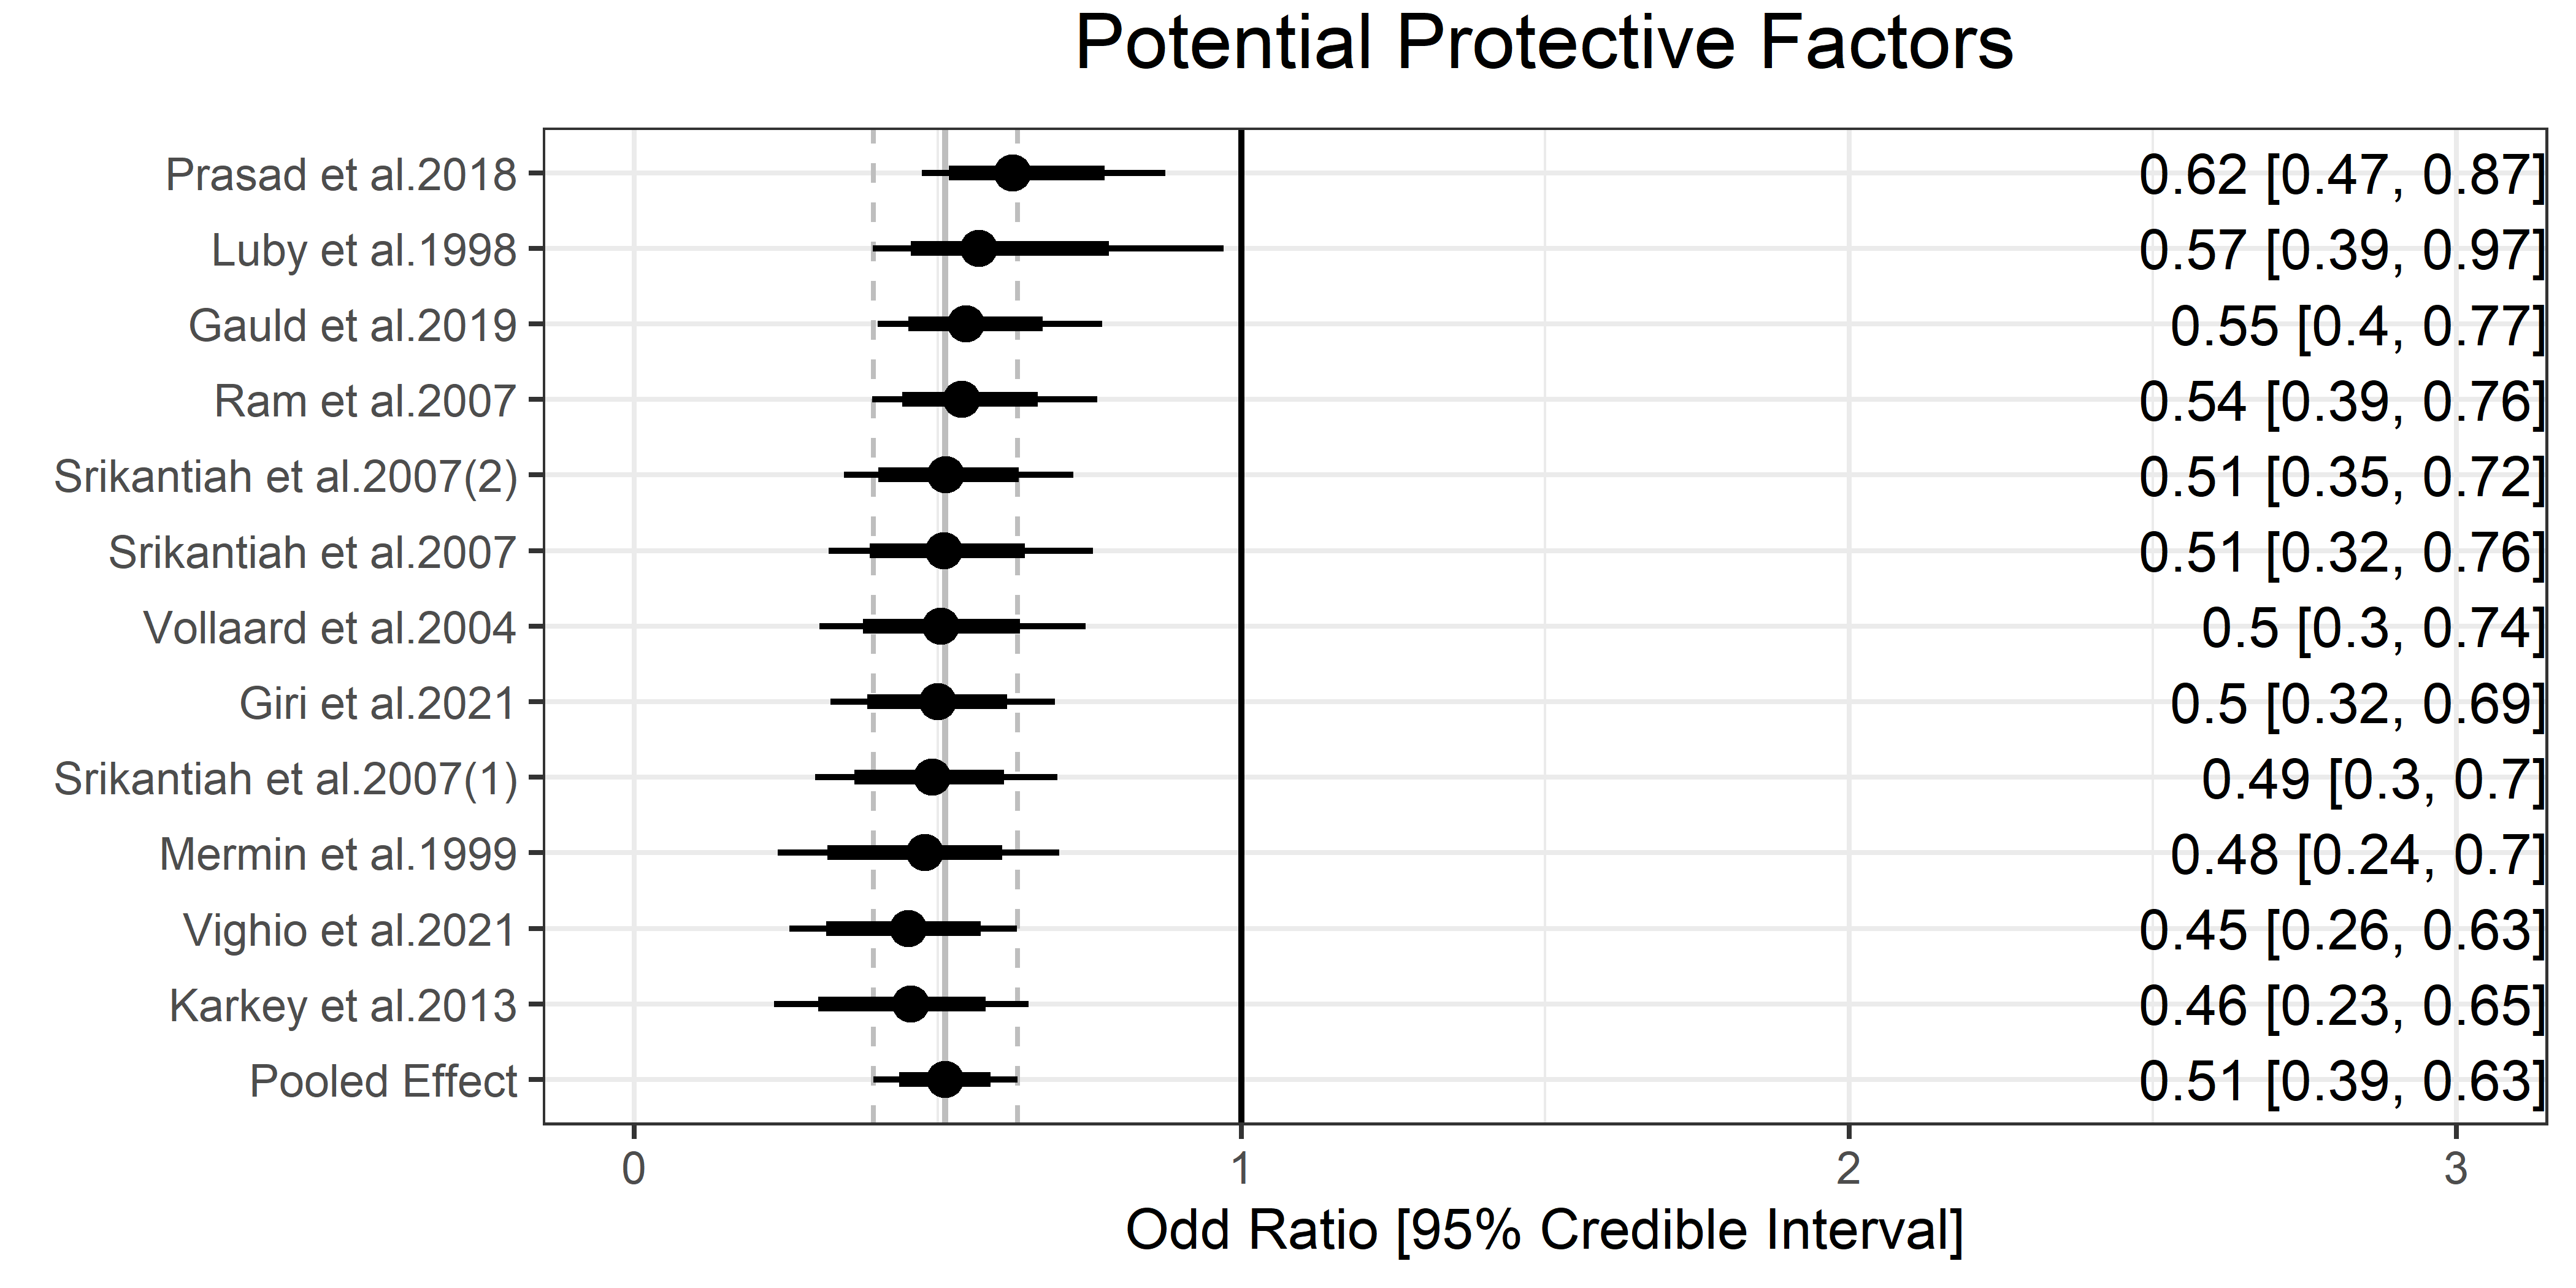 Potential Protective Factors
Prasad et al.2018 0.62 [0.47, 0.87]
Luby et al.1998 0.57 [0.39, 0.97]
Gauld et al.2019 0.55 [0.4, 0.77]
Ram et al.2007 0.54 [0.39, 0.76]
Srikantiah et al.2007(2) 0.51 [0.35, 0.72]
Srikantiah et al.2007 0.51 [0.32, 0.76]
Vollaard et al.2004 0.5 [0.3, 0.74]
Giri et al.2021 0.5 [0.32, 0.69]
Srikantiah et al.2007(1) 0.49 [0.3, 0.7]
Mermin et al.1999 0.48 [0.24, 0.7]
Vighio et al.2021 0.45 [0.26, 0.63]
Karkey et al.2013 0.46 [0.23, 0.65]
Pooled Effect 0.51 [0.39, 0.63]
0 1 2 3
Odd Ratio [95% Credible Interval]